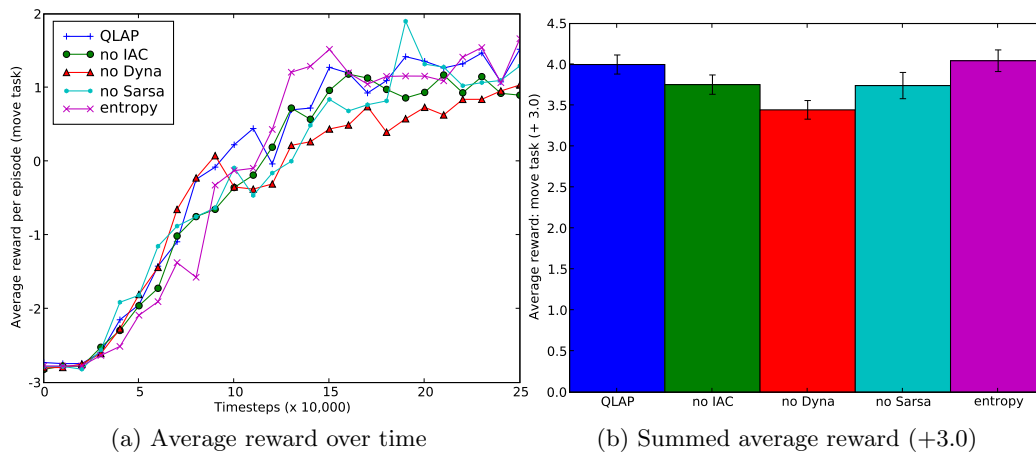 2
1
0
-1
-2
-3
Average reward per episode (move task)
QLAP
no IAC
no Dyna
no Sarsa
entropy
0 5 10 15 20 25
Timesteps (x 10,000)
(a) Average reward over time
4.5
4.0
3.5
3.0
2.5
2.0
1.5
1.0
0.5
0.0
Average reward: move task (+ 3.0)
QLAP no IAC no Dyna no Sarsa entropy
(b) Summed average reward (+3.0)